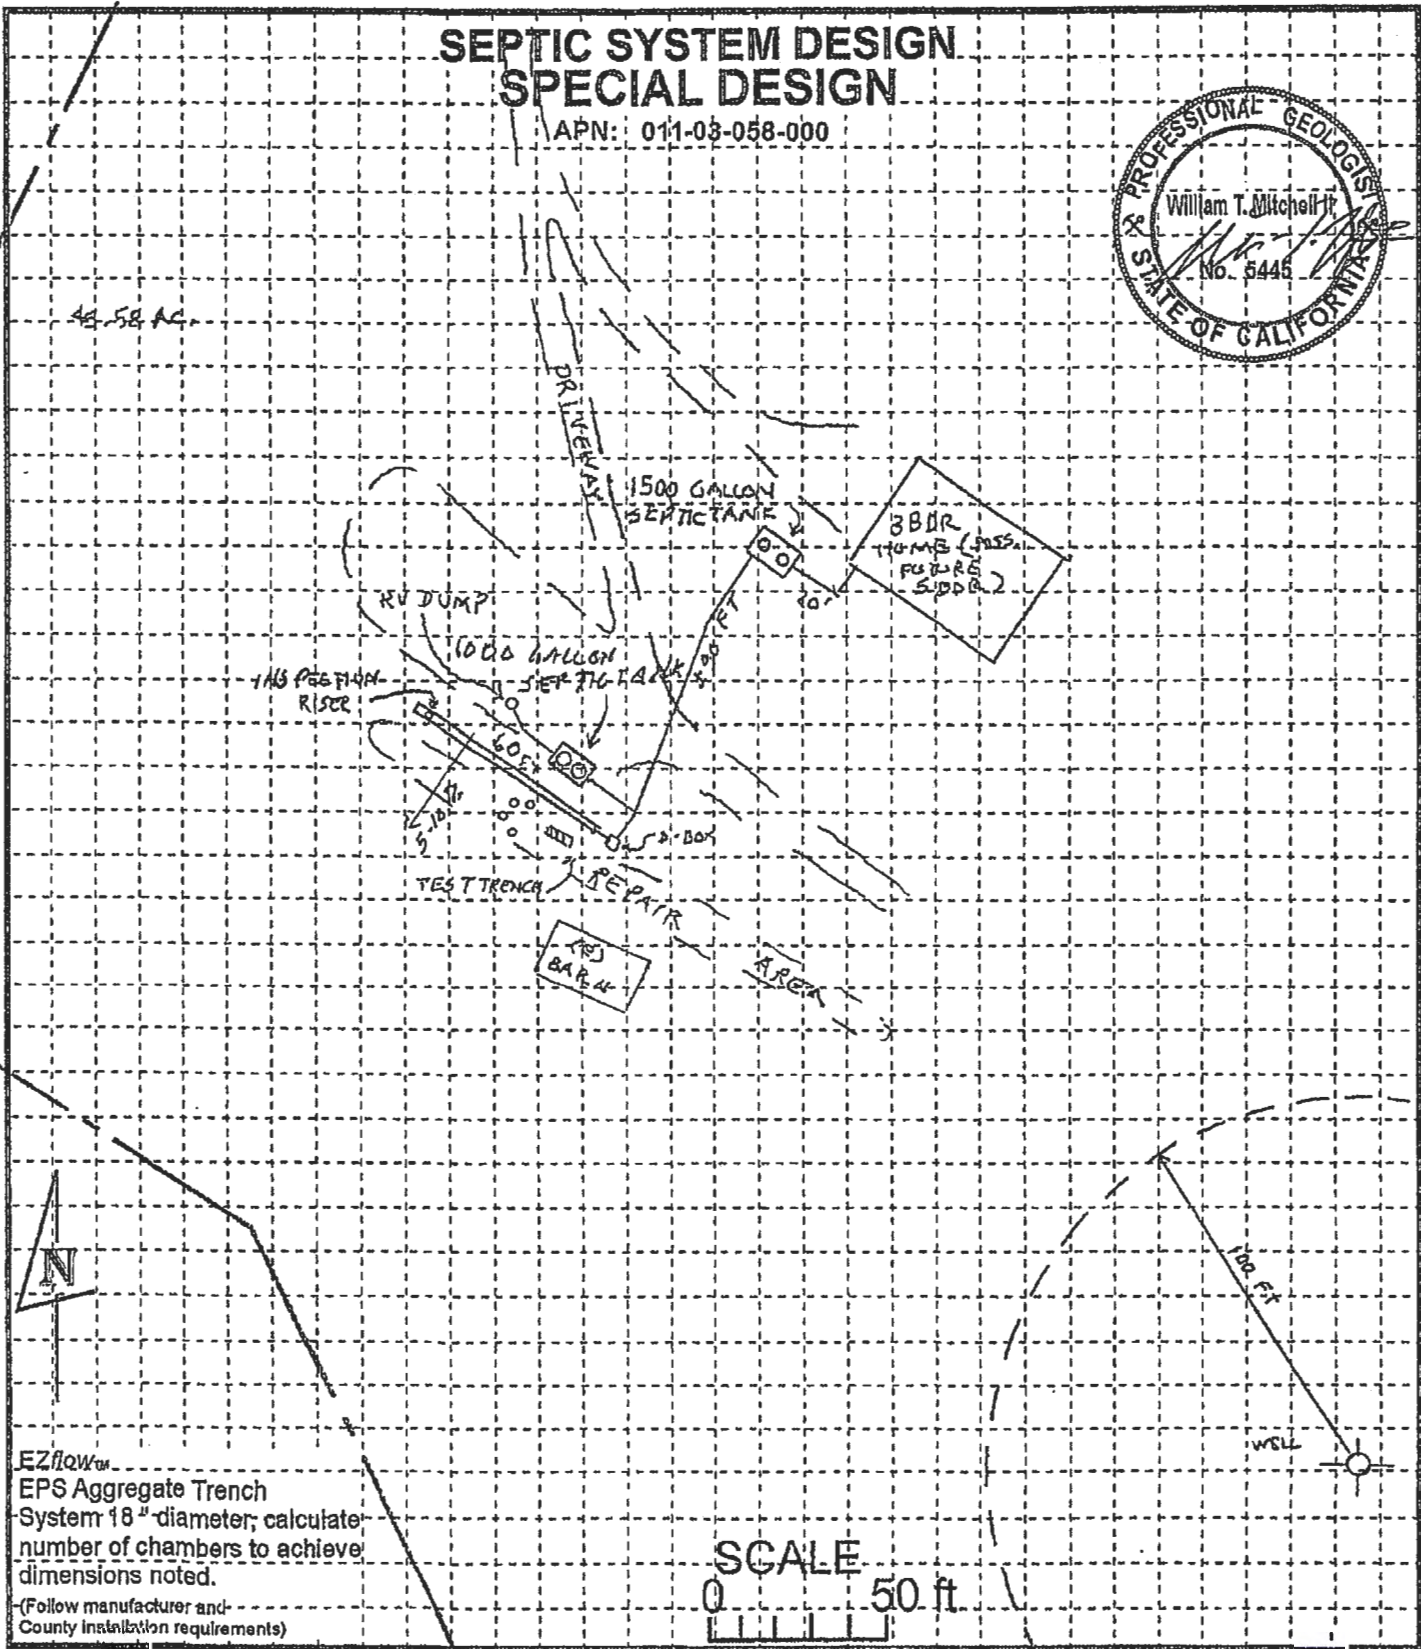 SEPTIC SYSTEM DESIGN
SPECIAL DESIGN
APN: 011-03-058-000
PROFESSIONAL GEOLOGIST
William T. Mitchell II
No. 5445
STATE OF CALIFORNIA
AC.
DRIVEWAY
1500 GALLON
SEPTIC TANK
3BDR
HOME (POSS.
FUTURE
5BDR)
RV DUMP
1000 GALLON
SEPTIC TANK
INSPECTION
RISER
60 FT
D-BOX
TEST TRENCH
REPAIR
AREA
BARN
N
100 FT
WELL
EZflow™
EPS Aggregate Trench
System 18" diameter; calculate
number of chambers to achieve
dimensions noted.
(Follow manufacturer and
County installation requirements)
SCALE
0 50 ft